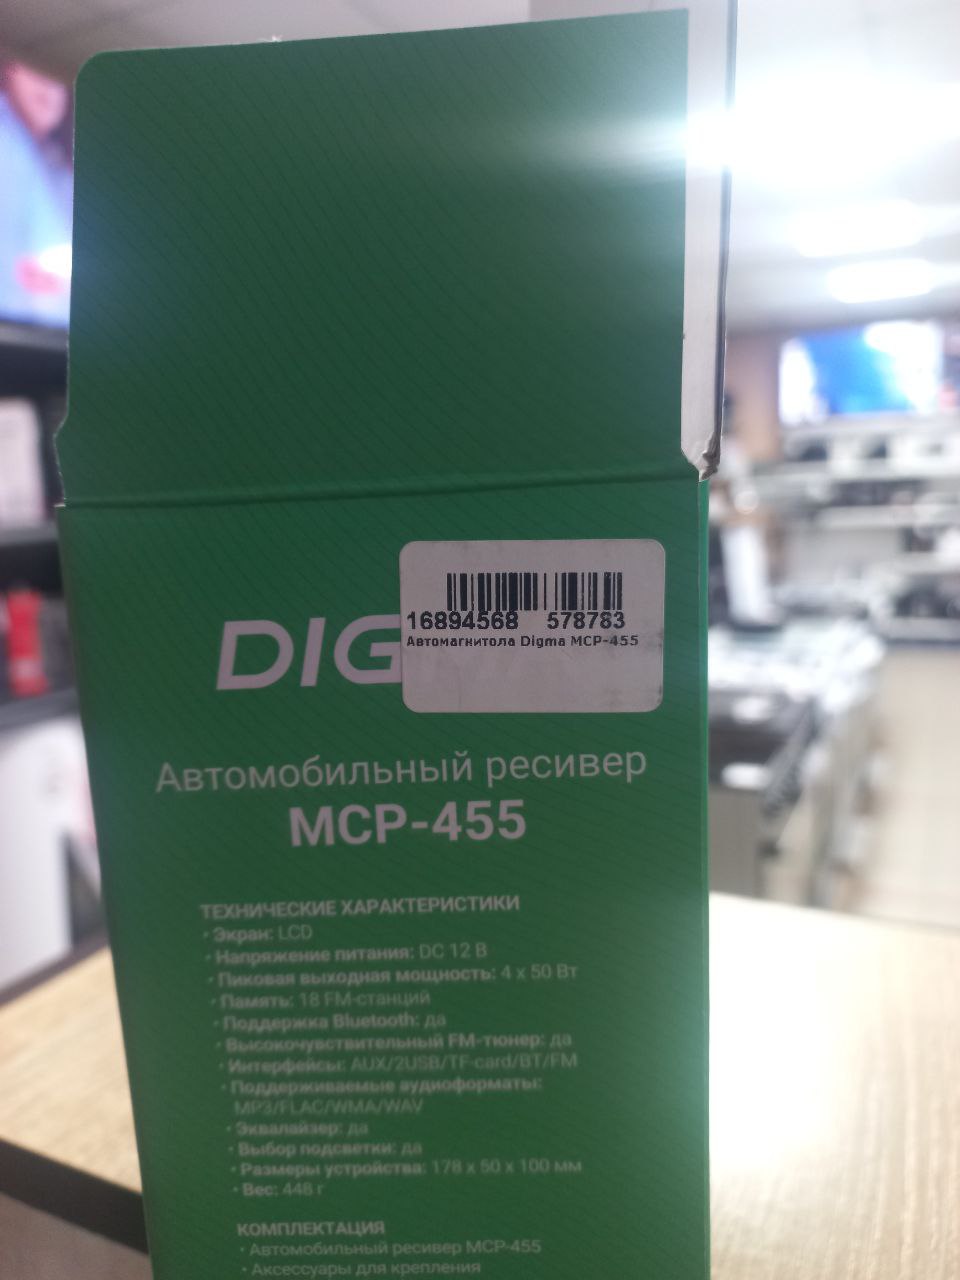 16894568 578783
Автомагнитола Digma MCP-455
DIG
Автомобильный ресивер
MCP-455
ТЕХНИЧЕСКИЕ ХАРАКТЕРИСТИКИ
• Экран: LCD
• Напряжение питания: DC 12 В
• Пиковая выходная мощность: 4 x 50 Вт
• Память: 18 FM-станций
• Поддержка Bluetooth: да
• Высокочувствительный FM-тюнер: да
• Интерфейсы: AUX/2USB/TF-card/BT/FM
• Поддерживаемые аудиоформаты:
MP3/FLAC/WMA/WAV
• Эквалайзер: да
• Выбор подсветки: да
• Размеры устройства: 178 x 50 x 100 мм
• Вес: 448 г
КОМПЛЕКТАЦИЯ
• Автомобильный ресивер MCP-455
• Аксессуары для крепления